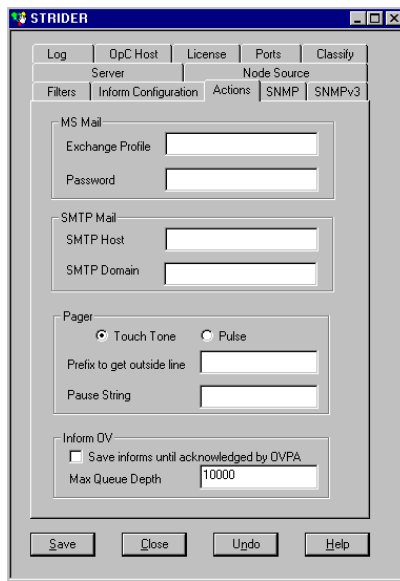 STRIDER
Log OpC Host License Ports Classify
Server Node Source
Filters Inform Configuration Actions SNMP SNMPv3
MS Mail
Exchange Profile
Password
SMTP Mail
SMTP Host
SMTP Domain
Pager
Touch Tone Pulse
Prefix to get outside line
Pause String
Inform OV
Save informs until acknowledged by OVPA
Max Queue Depth 10000
Save Close Undo Help